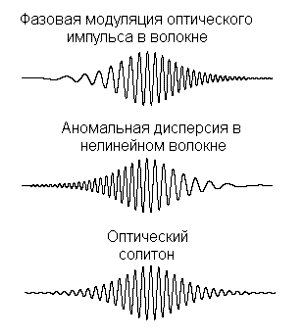 Фазовая модуляция оптического
импульса в волокне
Аномальная дисперсия в
нелинейном волокне
Оптический
солитон